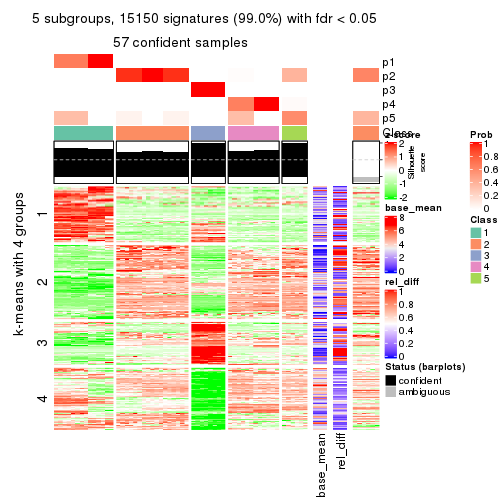 5 subgroups, 15150 signatures (99.0%) with fdr < 0.05
57 confident samples
p1
p2
p3
p4
p5
Class
z-score
2
1
0
-1
-2
Silhouette
score
Prob
1
0.8
0.6
0.4
0.2
0
base_mean
8
6
4
2
0
Class
1
2
3
4
5
rel_diff
1
0.8
0.6
0.4
0.2
0
Status (barplots)
confident
ambiguous
k-means with 4 groups
1
2
3
4
base_mean
rel_diff